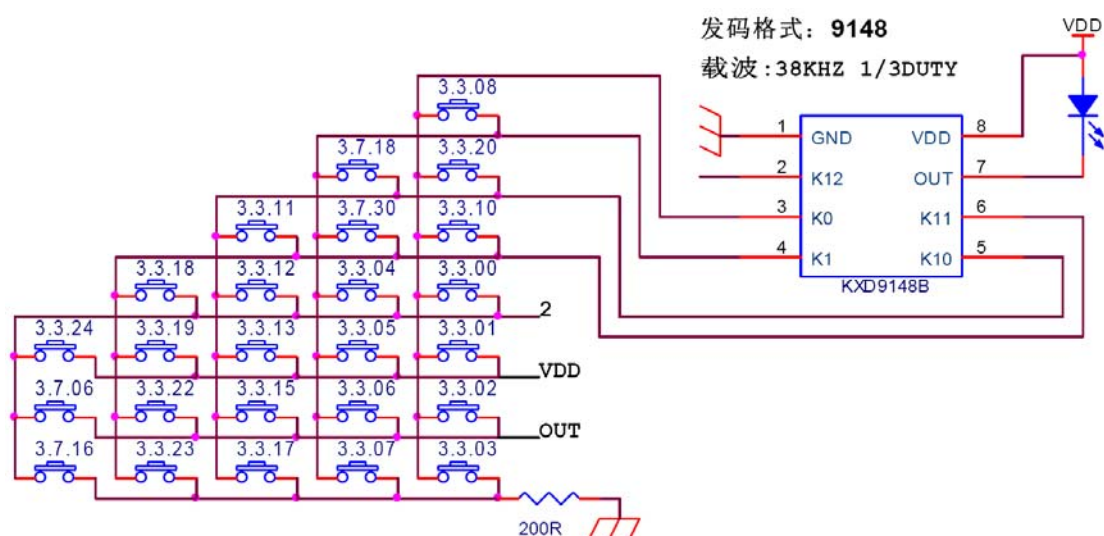 发码格式: 9148
载波:38KHZ 1/3DUTY
VDD
3.3.08
1 GND VDD 8
3.7.18 3.3.20
2 K12 OUT 7
3.3.11 3.7.30 3.3.10
3 K0 K11 6
4 K1 K10 5
3.3.18 3.3.12 3.3.04 3.3.00
KXD9148B
2
3.3.24 3.3.19 3.3.13 3.3.05 3.3.01
VDD
3.7.06 3.3.22 3.3.15 3.3.06 3.3.02
OUT
3.7.16 3.3.23 3.3.17 3.3.07 3.3.03
200R